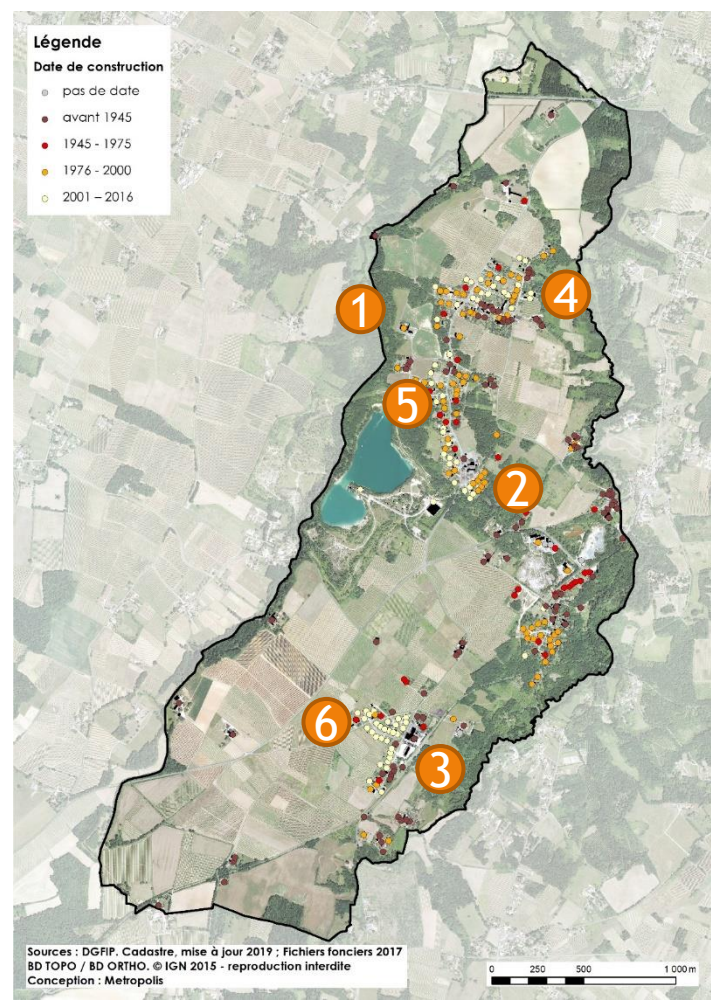 Légende
Date de construction
pas de date
avant 1945
1945 - 1975
1976 - 2000
2001 – 2016
1
4
5
2
6
3
Sources : DGFIP. Cadastre, mise à jour 2019 ; Fichiers fonciers 2017
BD TOPO / BD ORTHO. © IGN 2015 - reproduction interdite
Conception : Metropolis
0 250 500 1 000 m